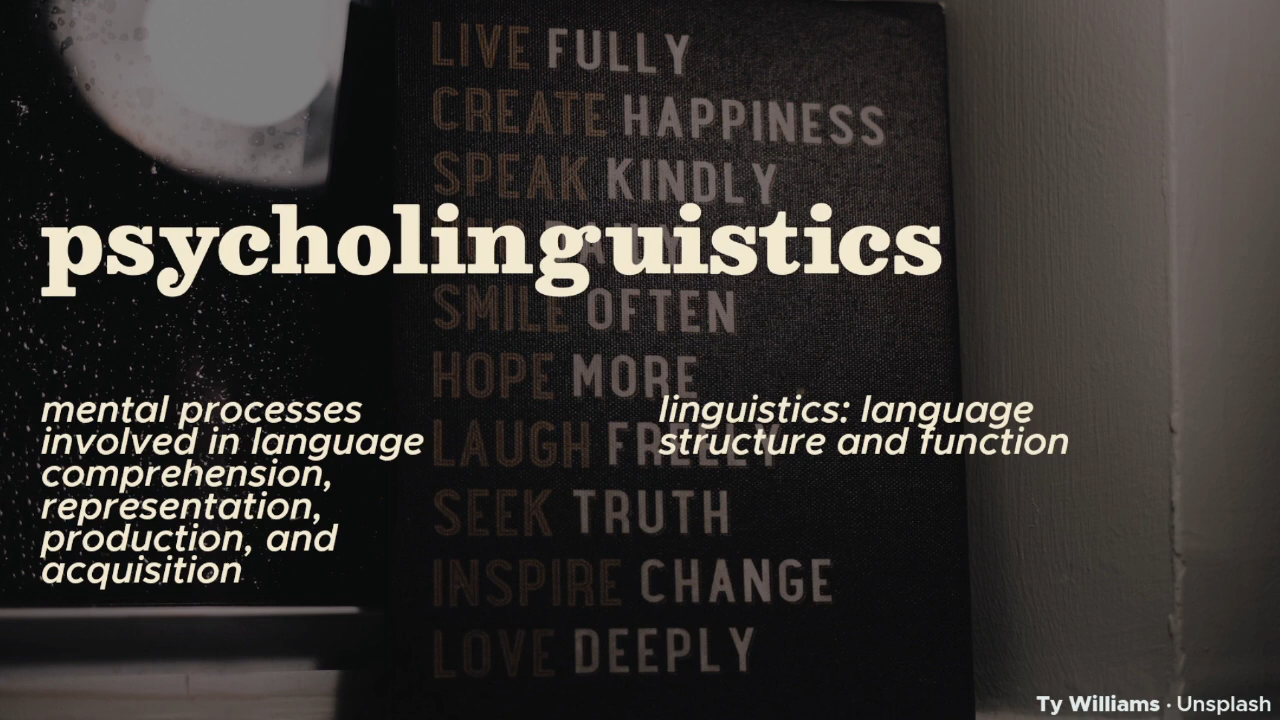 LIVE FULLY
CREATE HAPPINESS
SPEAK KINDLY
psycholinguistics
SMILE OFTEN
HOPE MORE
mental processes
involved in language
comprehension,
representation,
production, and
acquisition
linguistics: language
structure and function
LAUGH FREELY
SEEK TRUTH
INSPIRE CHANGE
LOVE DEEPLY
Ty Williams · Unsplash